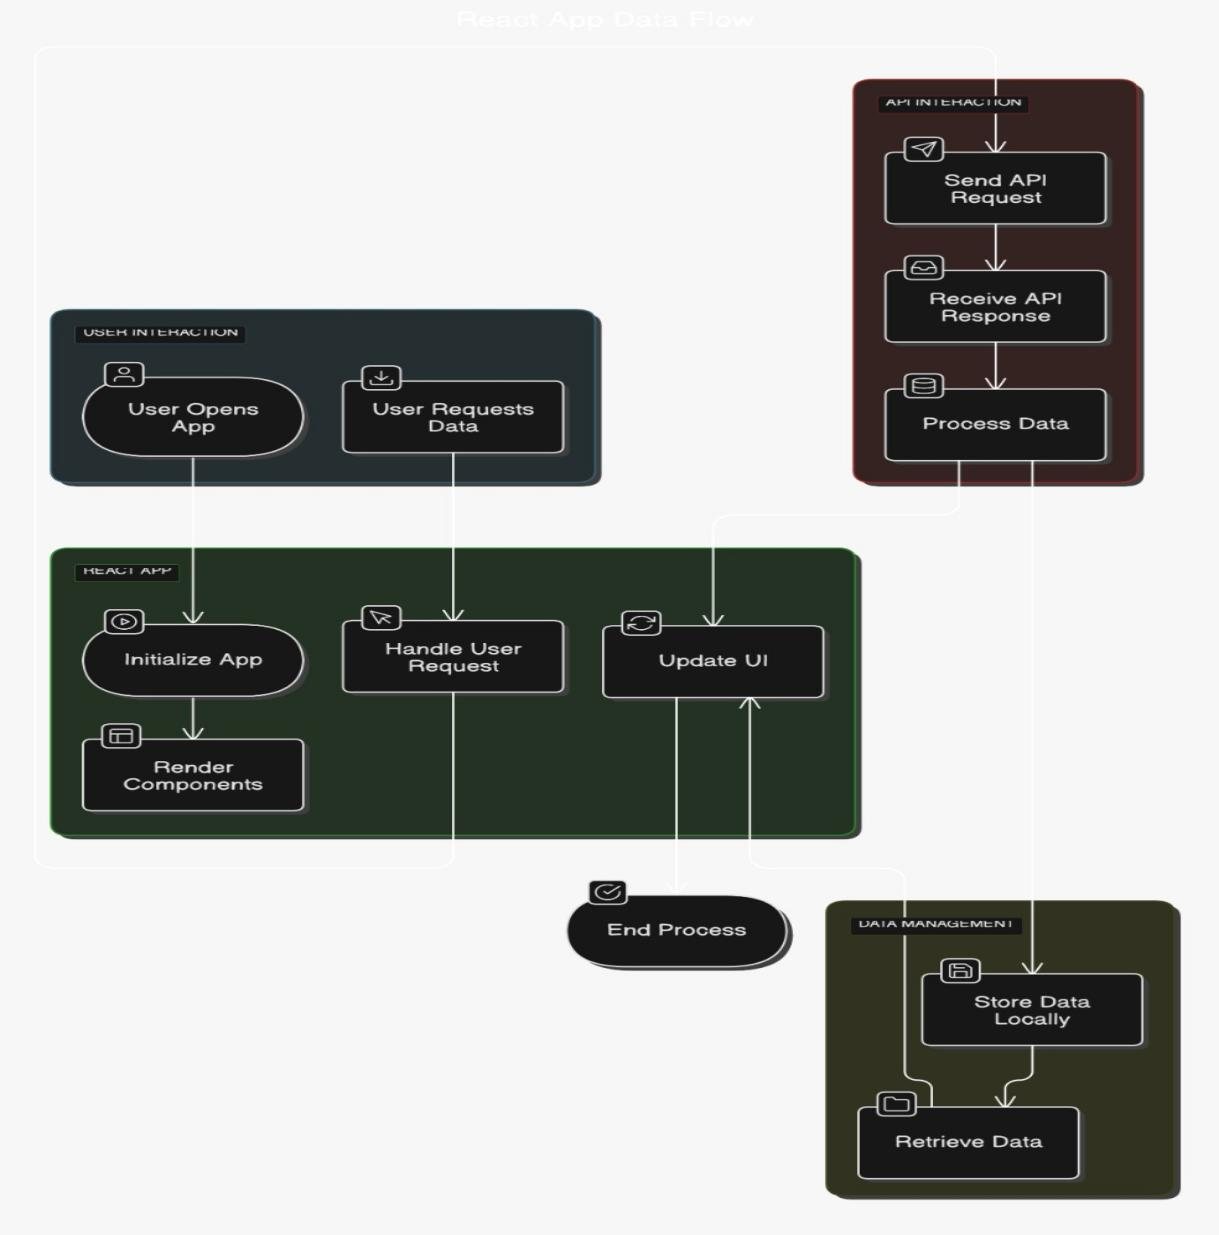 React App Data Flow
API INTERACTION
Send API
Request
Receive API
Response
Process Data
USER INTERACTION
User Opens
App
User Requests
Data
REACT APP
Initialize App
Handle User
Request
Update UI
Render
Components
End Process
DATA MANAGEMENT
Store Data
Locally
Retrieve Data